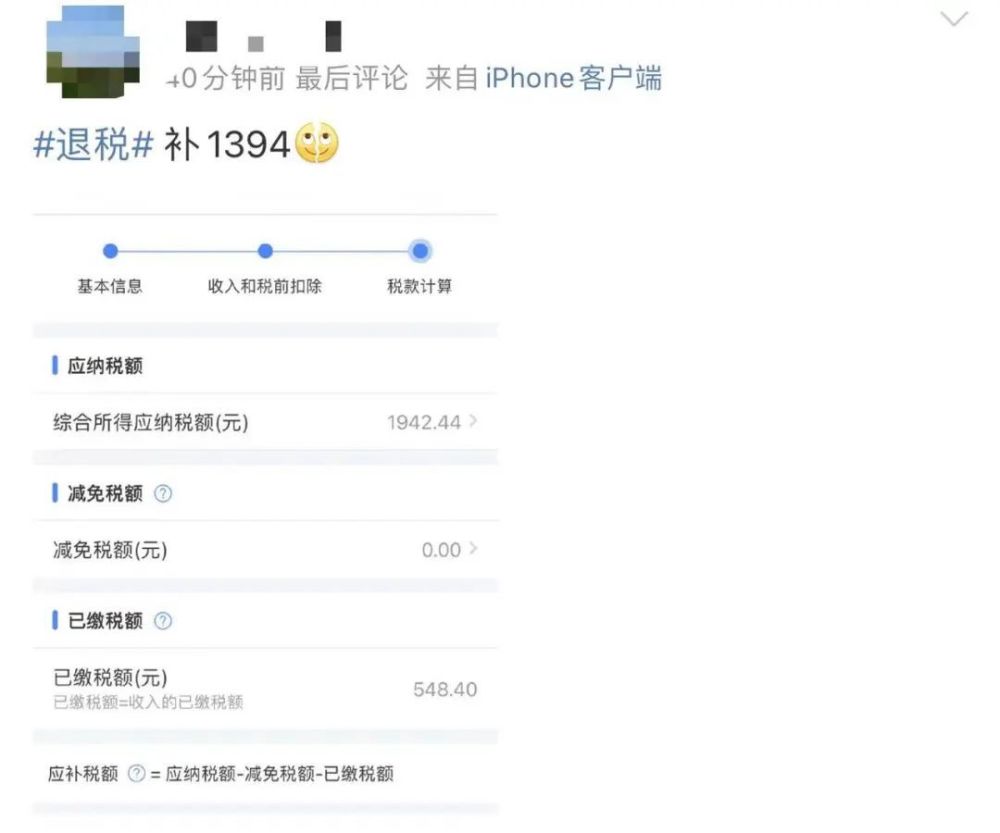 40分钟前 最后评论 来自 iPhone客户端
#退税# 补1394
基本信息 收入和税前扣除 税款计算
应纳税额
综合所得应纳税额(元) 1942.44
减免税额
减免税额(元) 0.00
已缴税额
已缴税额(元) 548.40
已缴税额=收入的已缴税额
应补税额 = 应纳税额-减免税额-已缴税额